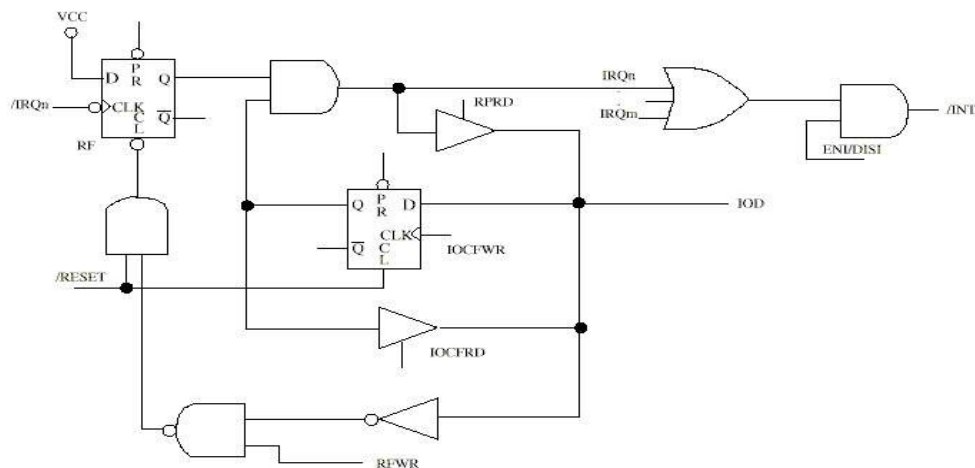 VCC
D P R Q
/IRQn CLK C L Q
RF
RPRD
IRQn
IRQm
/INT
ENI/DISI
Q P R D
IOD
Q CLK C L
IOCFWR
/RESET
IOCFRD
RFWR